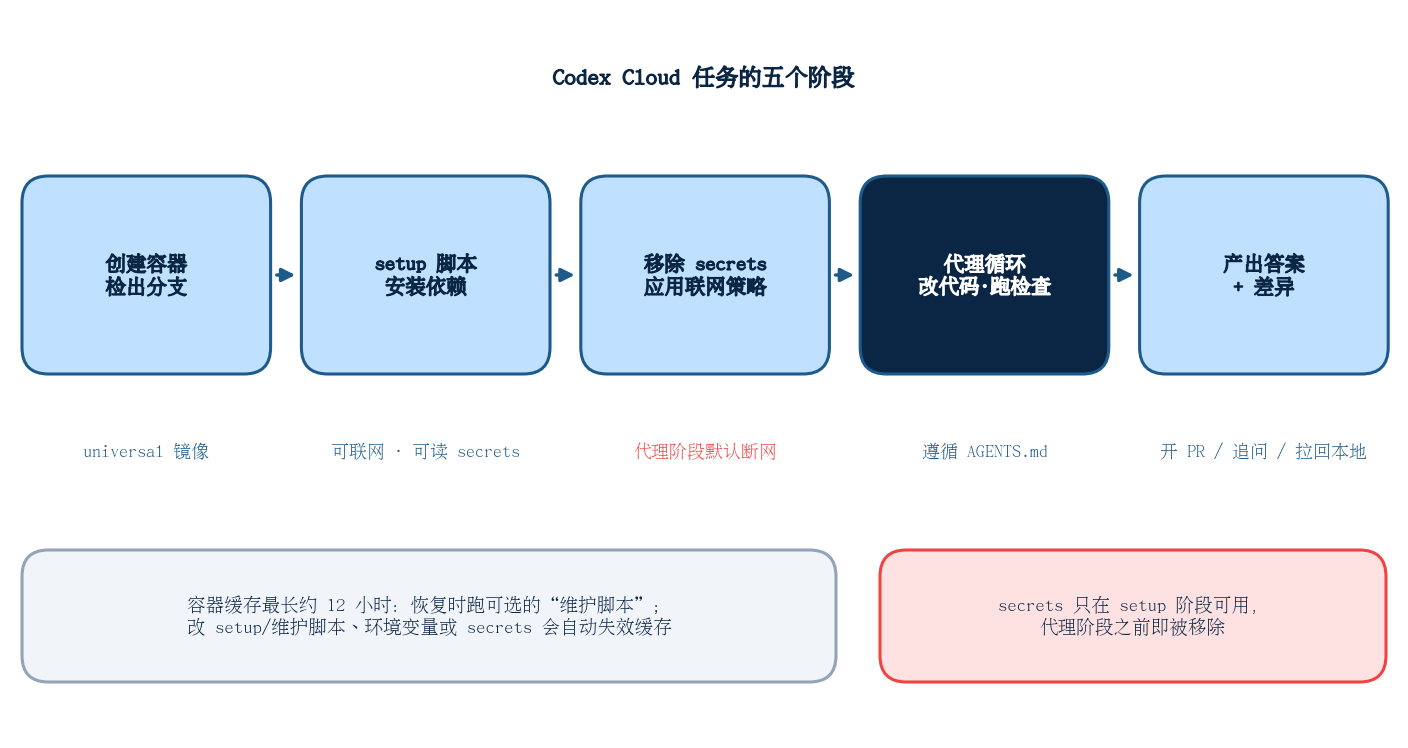 Codex Cloud 任务的五个阶段
创建容器
检出分支
setup 脚本
安装依赖
移除 secrets
应用联网策略
代理循环
改代码·跑检查
产出答案
+ 差异
universal 镜像
可联网 · 可读 secrets
代理阶段默认断网
遵循 AGENTS.md
开 PR / 追问 / 拉回本地
容器缓存最长约 12 小时：恢复时跑可选的“维护脚本”；
改 setup/维护脚本、环境变量或 secrets 会自动失效缓存
secrets 只在 setup 阶段可用，
代理阶段之前即被移除